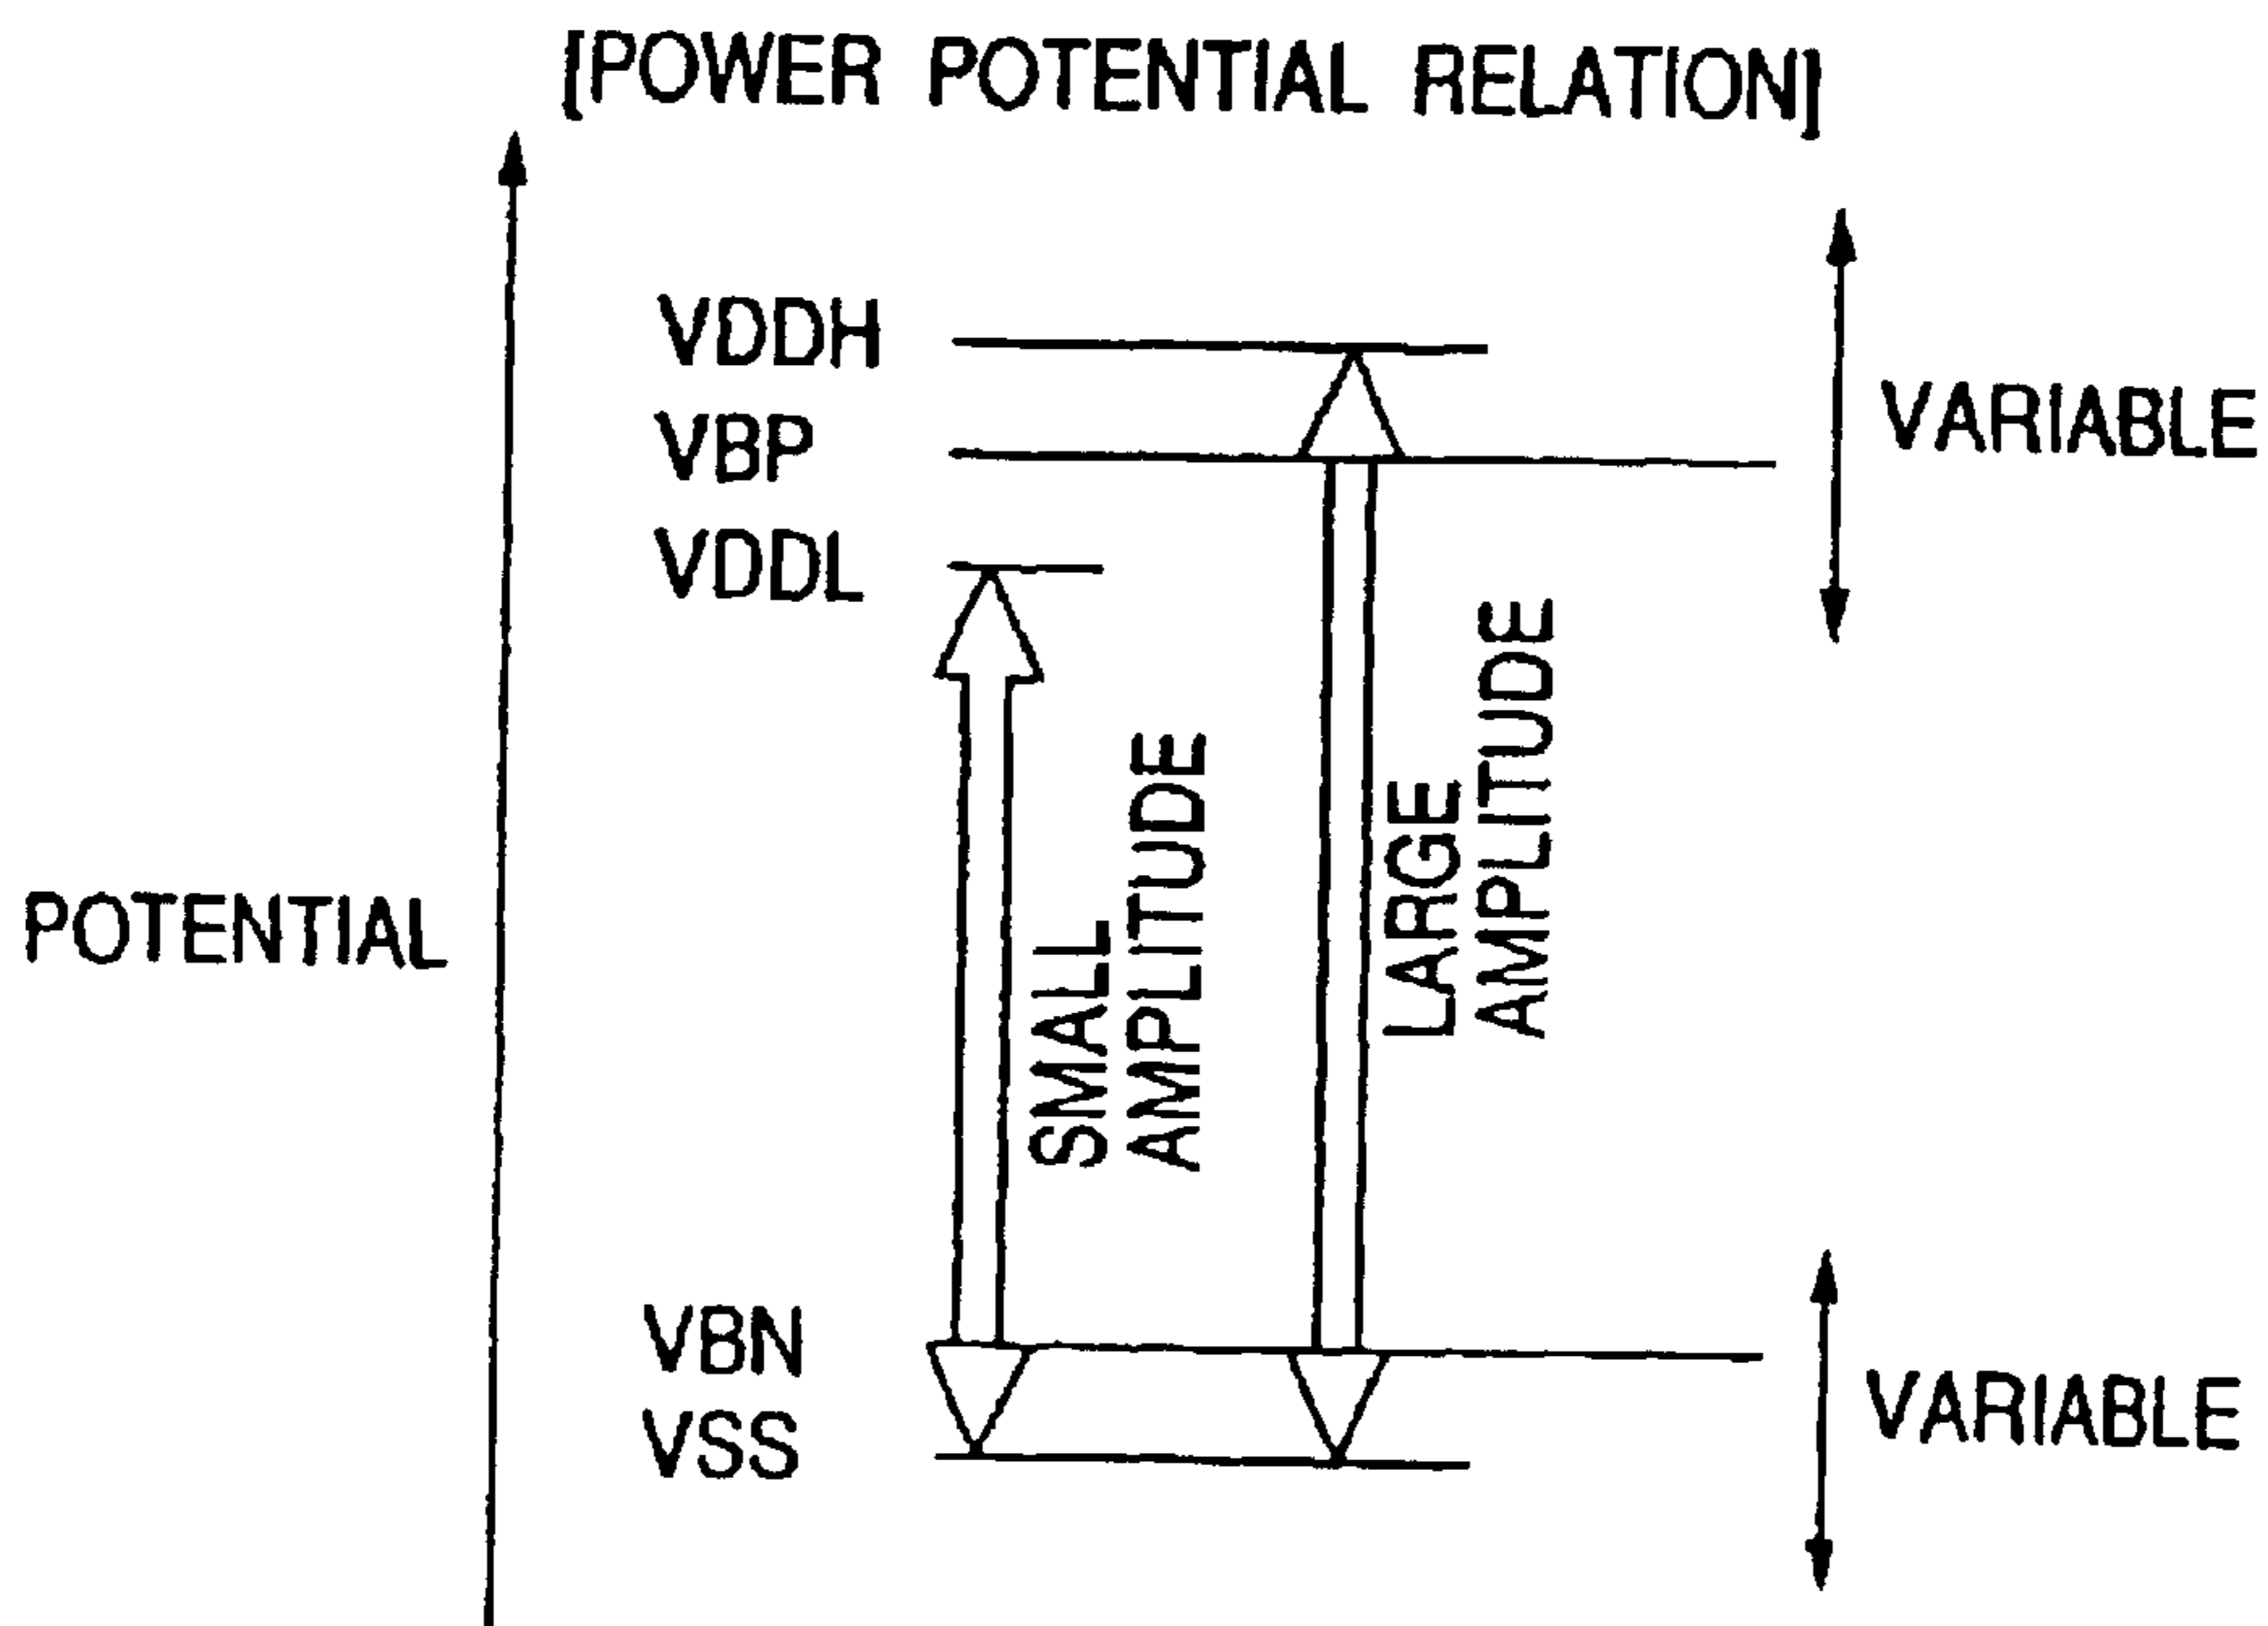 [POWER POTENTIAL RELATION]
VDDH
VBP
VDDL
VARIABLE
POTENTIAL
SMALL
AMPLITUDE
LARGE
AMPLITUDE
VBN
VSS
VARIABLE